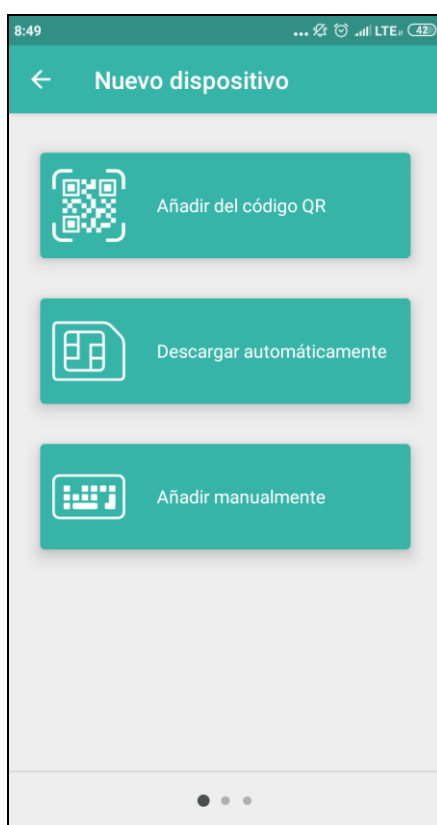 8:49
... LTE 42
Nuevo dispositivo
Añadir del código QR
Descargar automáticamente
Añadir manualmente